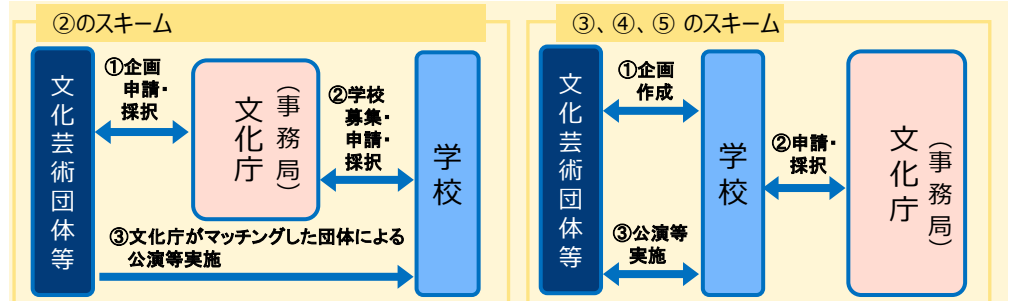 ②のスキーム
文化芸術団体等
①企画
申請・
採択
文化庁
（事務局）
②学校
募集・
申請・
採択
学校
③文化庁がマッチングした団体による
公演等実施
③、④、⑤ のスキーム
文化芸術団体等
①企画
作成
③公演等
実施
学校
②申請・
採択
文化庁
（事務局）